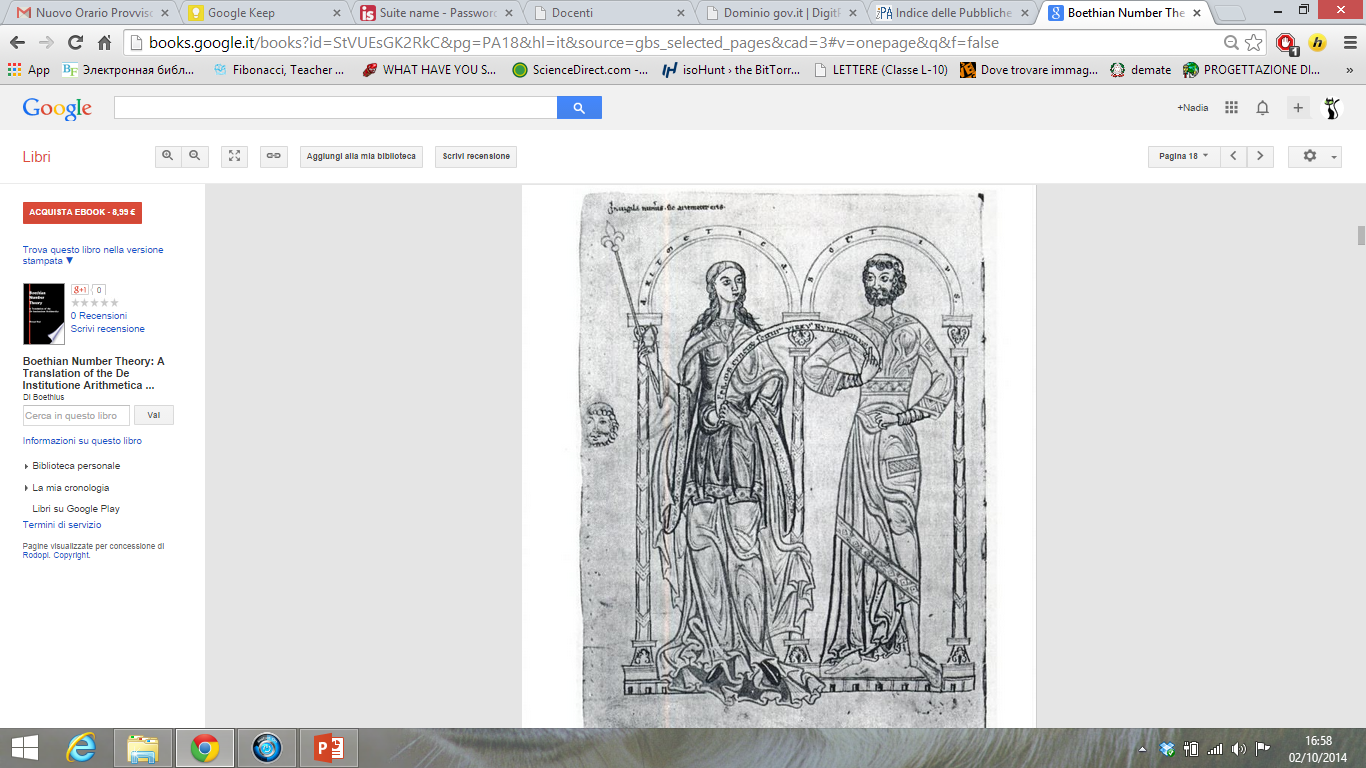 Nuovo Orario Provviso
Google Keep
Suite name - Password
Docenti
Dominio gov.it | DigitP
Indice delle Pubbliche
Boethian Number The
books.google.it/books?id=StVUEsGK2RkC&pg=PA18&hl=it&source=gbs_selected_pages&cad=3#v=onepage&q&f=false
App
Электронная библ...
Fibonacci, Teacher ...
WHAT HAVE YOU S...
ScienceDirect.com -...
isoHunt › the BitTorr...
LETTERE (Classe L-10)
Dove trovare immag...
demate
PROGETTAZIONE DI...
»
Google
+Nadia
Libri
Aggiungi alla mia biblioteca
Scrivi recensione
Pagina 18
ACQUISTA EBOOK - 8,99 €
Trova questo libro nella versione
stampata ▼
g+1 0
0 Recensioni
Scrivi recensione
Boethian Number Theory: A
Translation of the De
Institutione Arithmetica ...
Di Boethius
Cerca in questo libro
Vai
Informazioni su questo libro
Biblioteca personale
La mia cronologia
Libri su Google Play
Termini di servizio
Pagine visualizzate per concessione di
Rodopi. Copyright.
16:58
02/10/2014